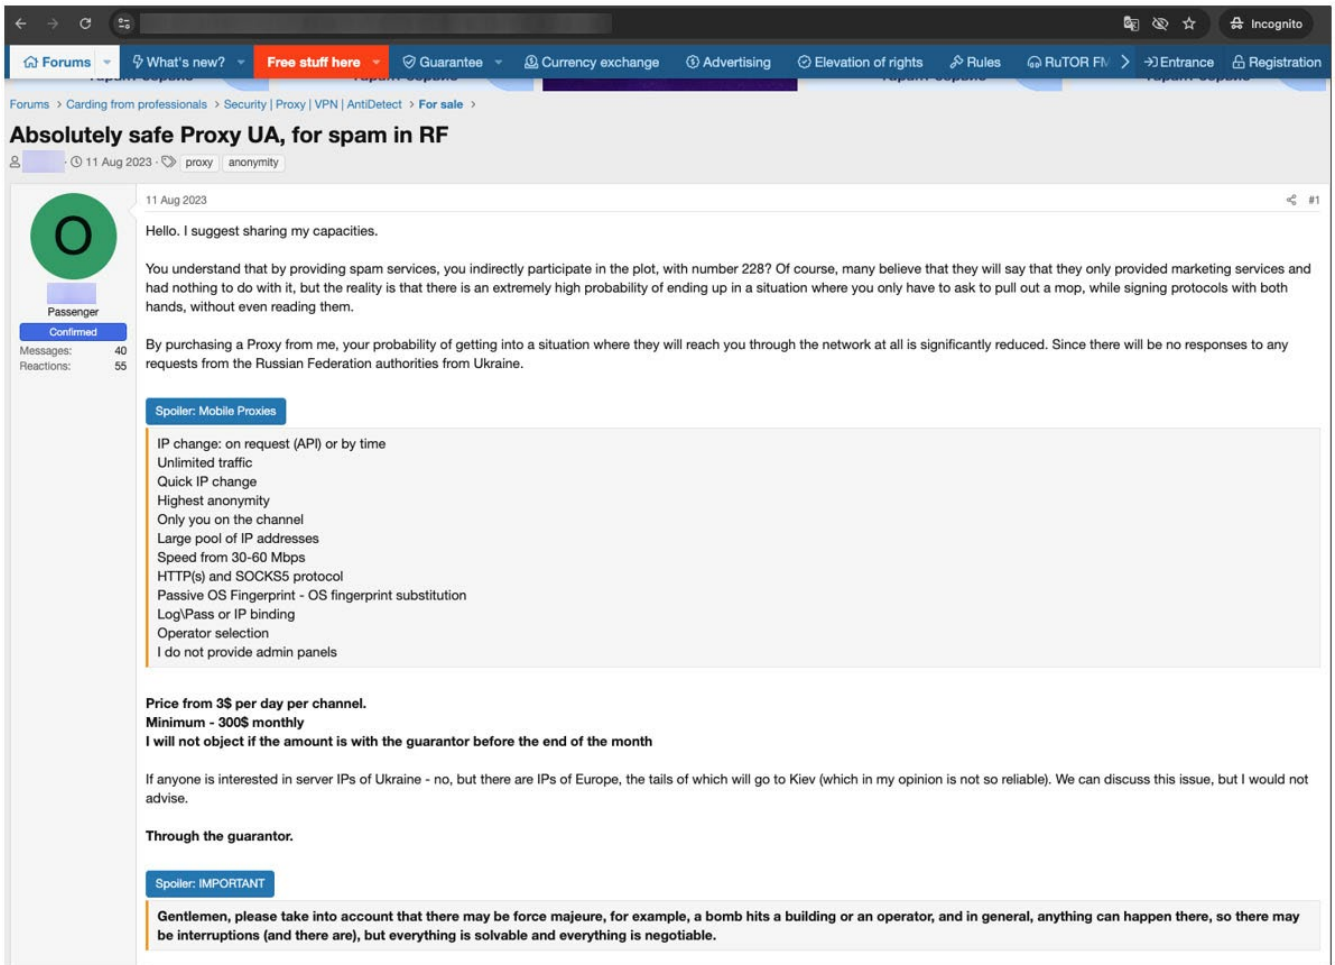 Incognito
Forums What's new? Free stuff here Guarantee Currency exchange Advertising Elevation of rights Rules RuTOR FM Entrance Registration
Forums > Carding from professionals > Security | Proxy | VPN | AntiDetect > For sale >
Absolutely safe Proxy UA, for spam in RF
· 11 Aug 2023 · proxy anonymity
11 Aug 2023 #1
O
Passenger
Confirmed
Messages: 40
Reactions: 55
Hello. I suggest sharing my capacities.
You understand that by providing spam services, you indirectly participate in the plot, with number 228? Of course, many believe that they will say that they only provided marketing services and
had nothing to do with it, but the reality is that there is an extremely high probability of ending up in a situation where you only have to ask to pull out a mop, while signing protocols with both
hands, without even reading them.
By purchasing a Proxy from me, your probability of getting into a situation where they will reach you through the network at all is significantly reduced. Since there will be no responses to any
requests from the Russian Federation authorities from Ukraine.
Spoiler: Mobile Proxies
IP change: on request (API) or by time
Unlimited traffic
Quick IP change
Highest anonymity
Only you on the channel
Large pool of IP addresses
Speed from 30-60 Mbps
HTTP(s) and SOCKS5 protocol
Passive OS Fingerprint - OS fingerprint substitution
Log\Pass or IP binding
Operator selection
I do not provide admin panels
Price from 3$ per day per channel.
Minimum - 300$ monthly
I will not object if the amount is with the guarantor before the end of the month
If anyone is interested in server IPs of Ukraine - no, but there are IPs of Europe, the tails of which will go to Kiev (which in my opinion is not so reliable). We can discuss this issue, but I would not
advise.
Through the guarantor.
Spoiler: IMPORTANT
Gentlemen, please take into account that there may be force majeure, for example, a bomb hits a building or an operator, and in general, anything can happen there, so there may
be interruptions (and there are), but everything is solvable and everything is negotiable.